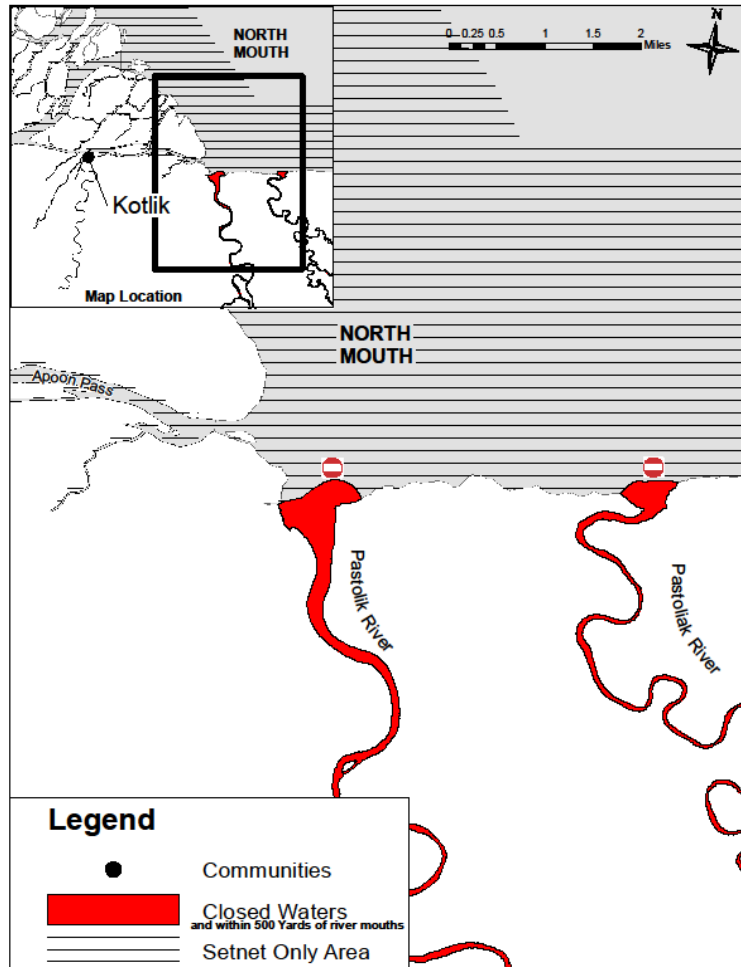 NORTH
MOUTH
Kotlik
Map Location
0 0.25 0.5 1 1.5 2
Miles
N
NORTH
MOUTH
Apoon Pass
Pastolik River
Pastoliak River
Legend
Communities
Closed Waters
and within 500 Yards of river mouths
Setnet Only Area